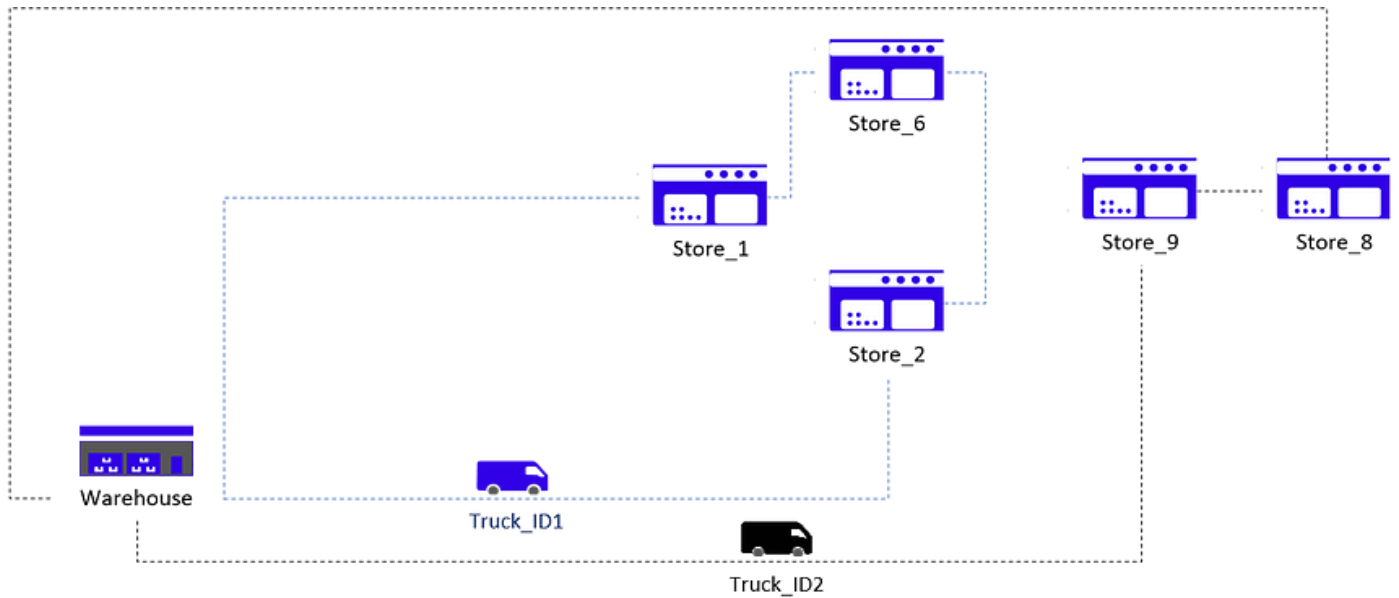 Store_6
Store_1
Store_9
Store_8
Store_2
Warehouse
Truck_ID1
Truck_ID2